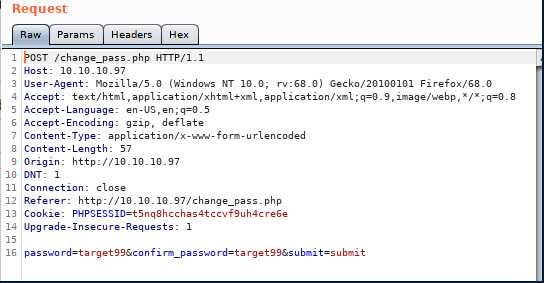 Request
Raw Params Headers Hex
1 POST /change_pass.php HTTP/1.1
2 Host: 10.10.10.97
3 User-Agent: Mozilla/5.0 (Windows NT 10.0; rv:68.0) Gecko/20100101 Firefox/68.0
4 Accept: text/html,application/xhtml+xml,application/xml;q=0.9,image/webp,*/*;q=0.8
5 Accept-Language: en-US,en;q=0.5
6 Accept-Encoding: gzip, deflate
7 Content-Type: application/x-www-form-urlencoded
8 Content-Length: 57
9 Origin: http://10.10.10.97
10 DNT: 1
11 Connection: close
12 Referer: http://10.10.10.97/change_pass.php
13 Cookie: PHPSESSID=t5nq8hcchas4tccvf9uh4cre6e
14 Upgrade-Insecure-Requests: 1
15
16 password=target99&confirm_password=target99&submit=submit